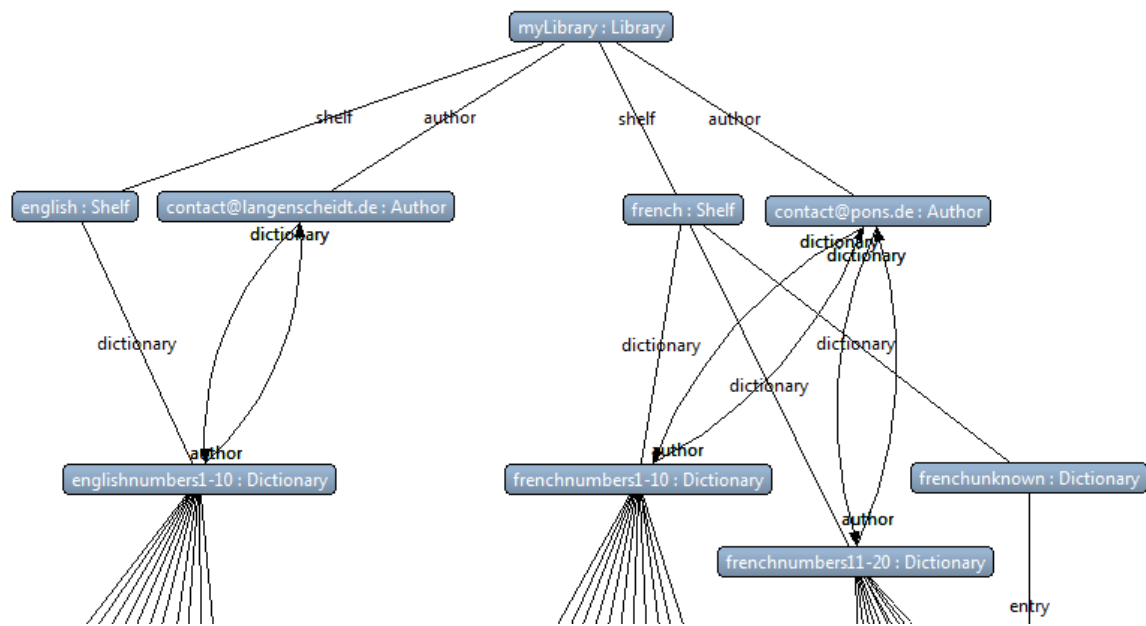 myLibrary : Library
shelf
author
shelf
author
english : Shelf
contact@langenscheidt.de : Author
french : Shelf
contact@pons.de : Author
dictionary
dictionary
dictionary
dictionary
dictionary
dictionary
dictionary
author
author
englishnumbers1-10 : Dictionary
frenchnumbers1-10 : Dictionary
frenchunknown : Dictionary
author
frenchnumbers11-20 : Dictionary
entry